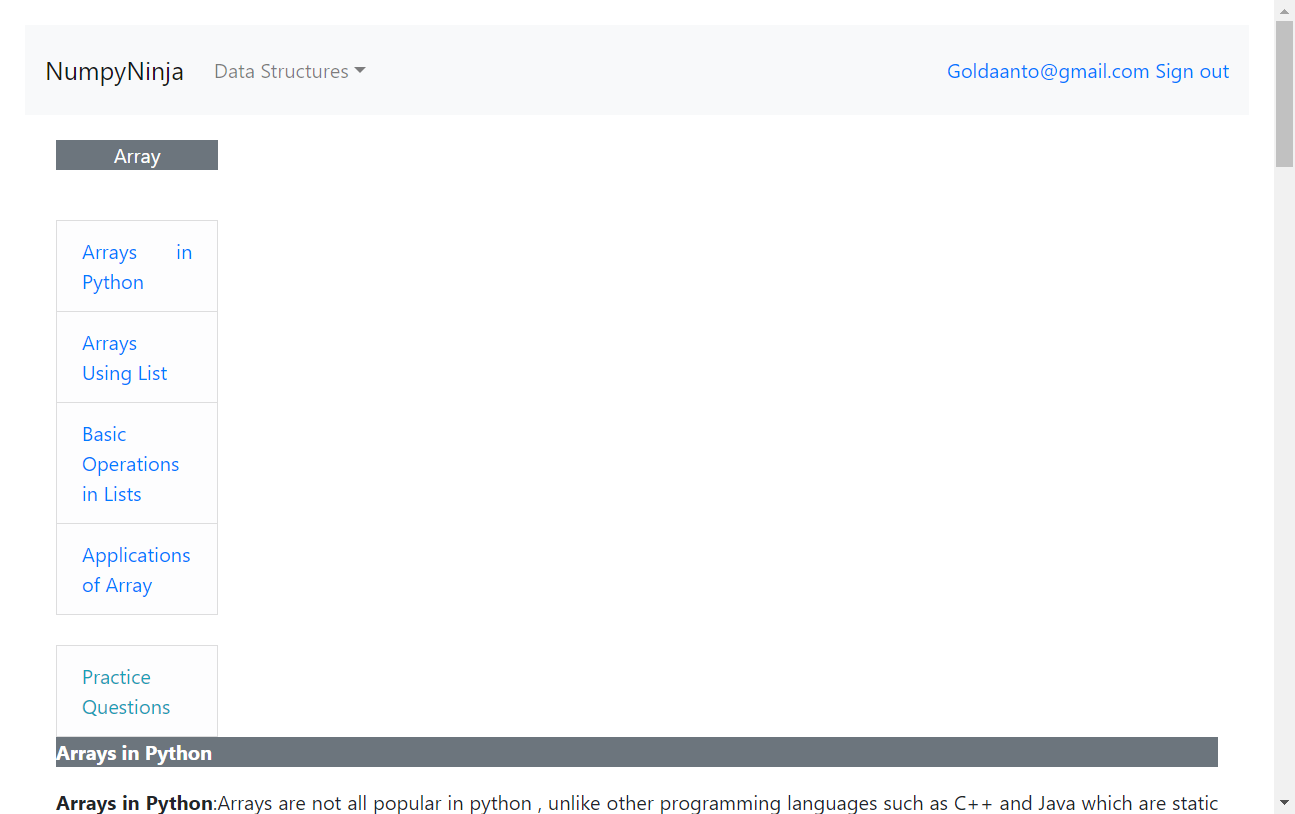 NumpyNinja Data Structures Goldaanto@gmail.com Sign out
Array
Arrays in
Python
Arrays
Using List
Basic
Operations
in Lists
Applications
of Array
Practice
Questions
Arrays in Python
Arrays in Python:Arrays are not all popular in python , unlike other programming languages such as C++ and Java which are static